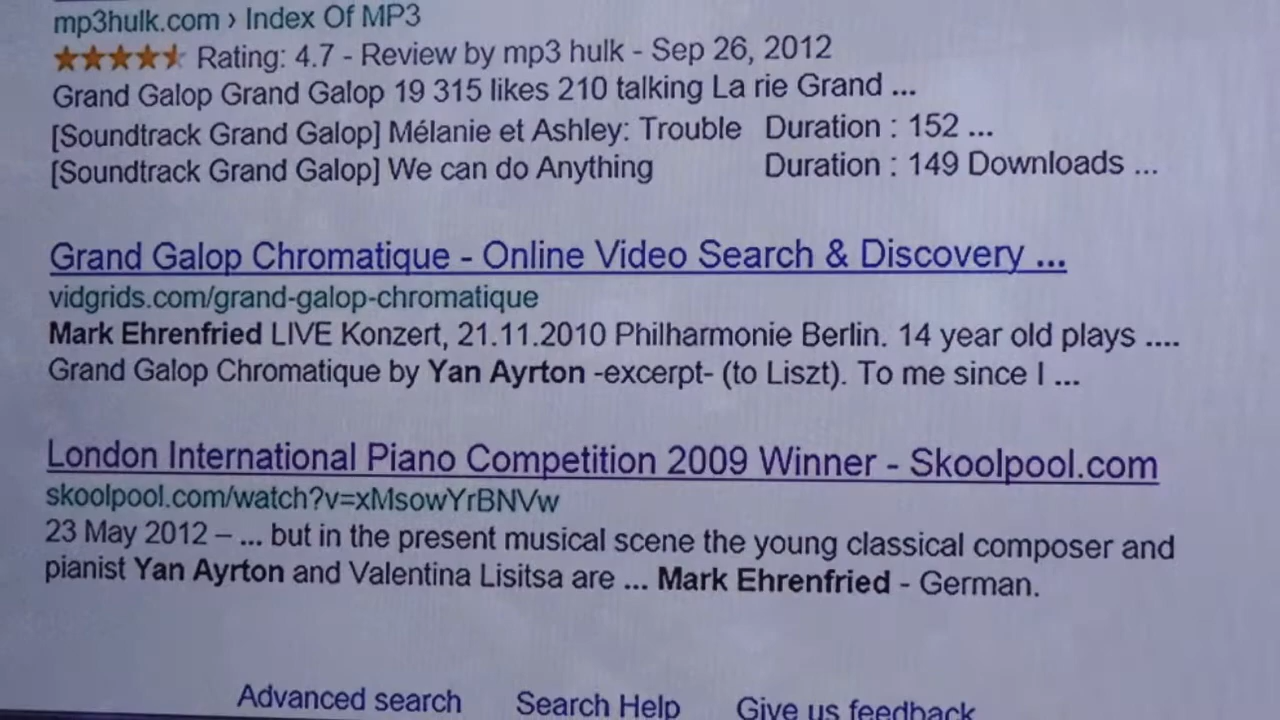 mp3hulk.com › Index Of MP3
Rating: 4.7 - Review by mp3 hulk - Sep 26, 2012
Grand Galop Grand Galop 19 315 likes 210 talking La rie Grand ...
[Soundtrack Grand Galop] Mélanie et Ashley: Trouble Duration : 152 ...
[Soundtrack Grand Galop] We can do Anything Duration : 149 Downloads ...
Grand Galop Chromatique - Online Video Search & Discovery ...
vidgrids.com/grand-galop-chromatique
Mark Ehrenfried LIVE Konzert, 21.11.2010 Philharmonie Berlin. 14 year old plays ....
Grand Galop Chromatique by Yan Ayrton -excerpt- (to Liszt). To me since I ...
London International Piano Competition 2009 Winner - Skoolpool.com
skoolpool.com/watch?v=xMsowYrBNVw
23 May 2012 – ... but in the present musical scene the young classical composer and
pianist Yan Ayrton and Valentina Lisitsa are ... Mark Ehrenfried - German.
Advanced search Search Help Give us feedback